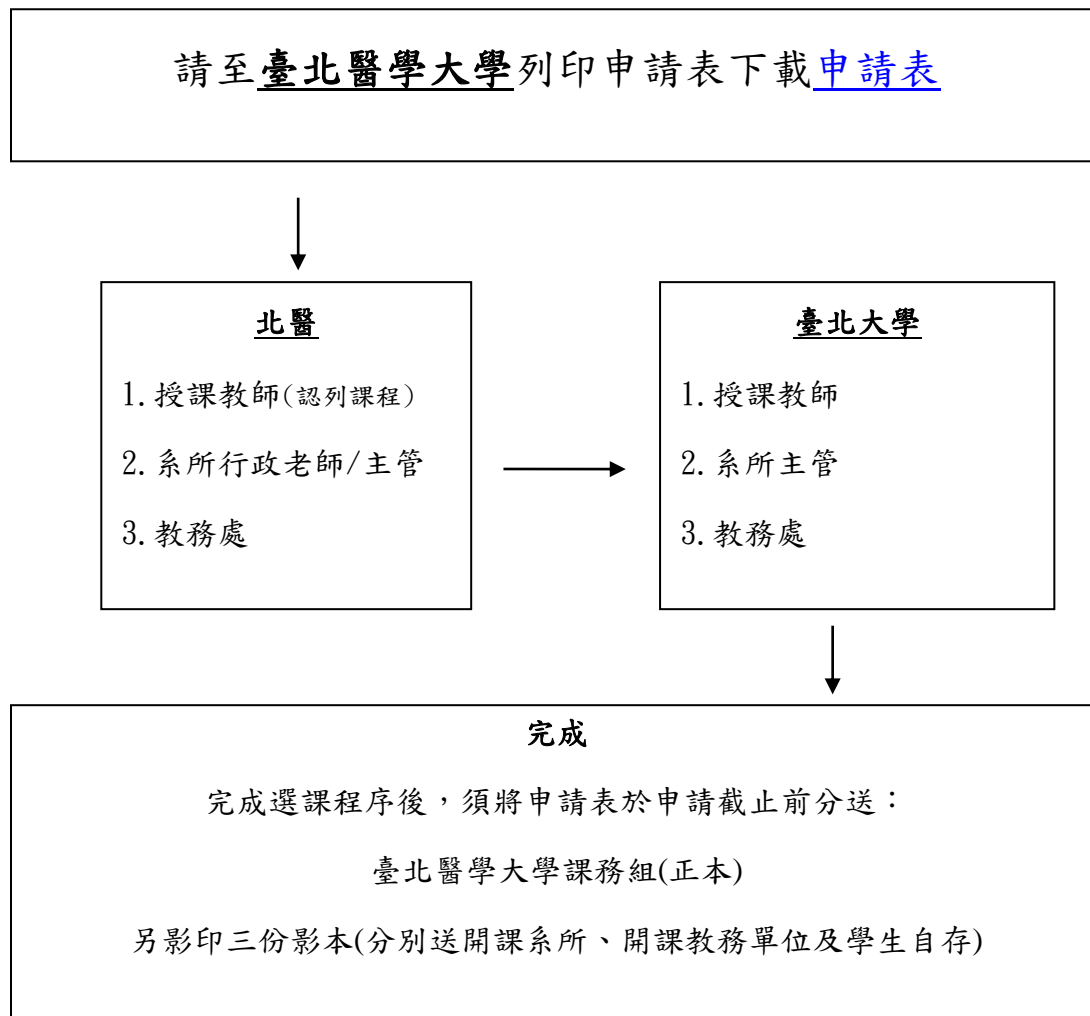 請至臺北醫學大學列印申請表下載申請表
北醫
1.授課教師(認列課程)
2.系所行政老師/主管
3.教務處
臺北大學
1.授課教師
2.系所主管
3.教務處
完成
完成選課程序後，須將申請表於申請截止前分送：
臺北醫學大學課務組(正本)
另影印三份影本(分別送開課系所、開課教務單位及學生自存)